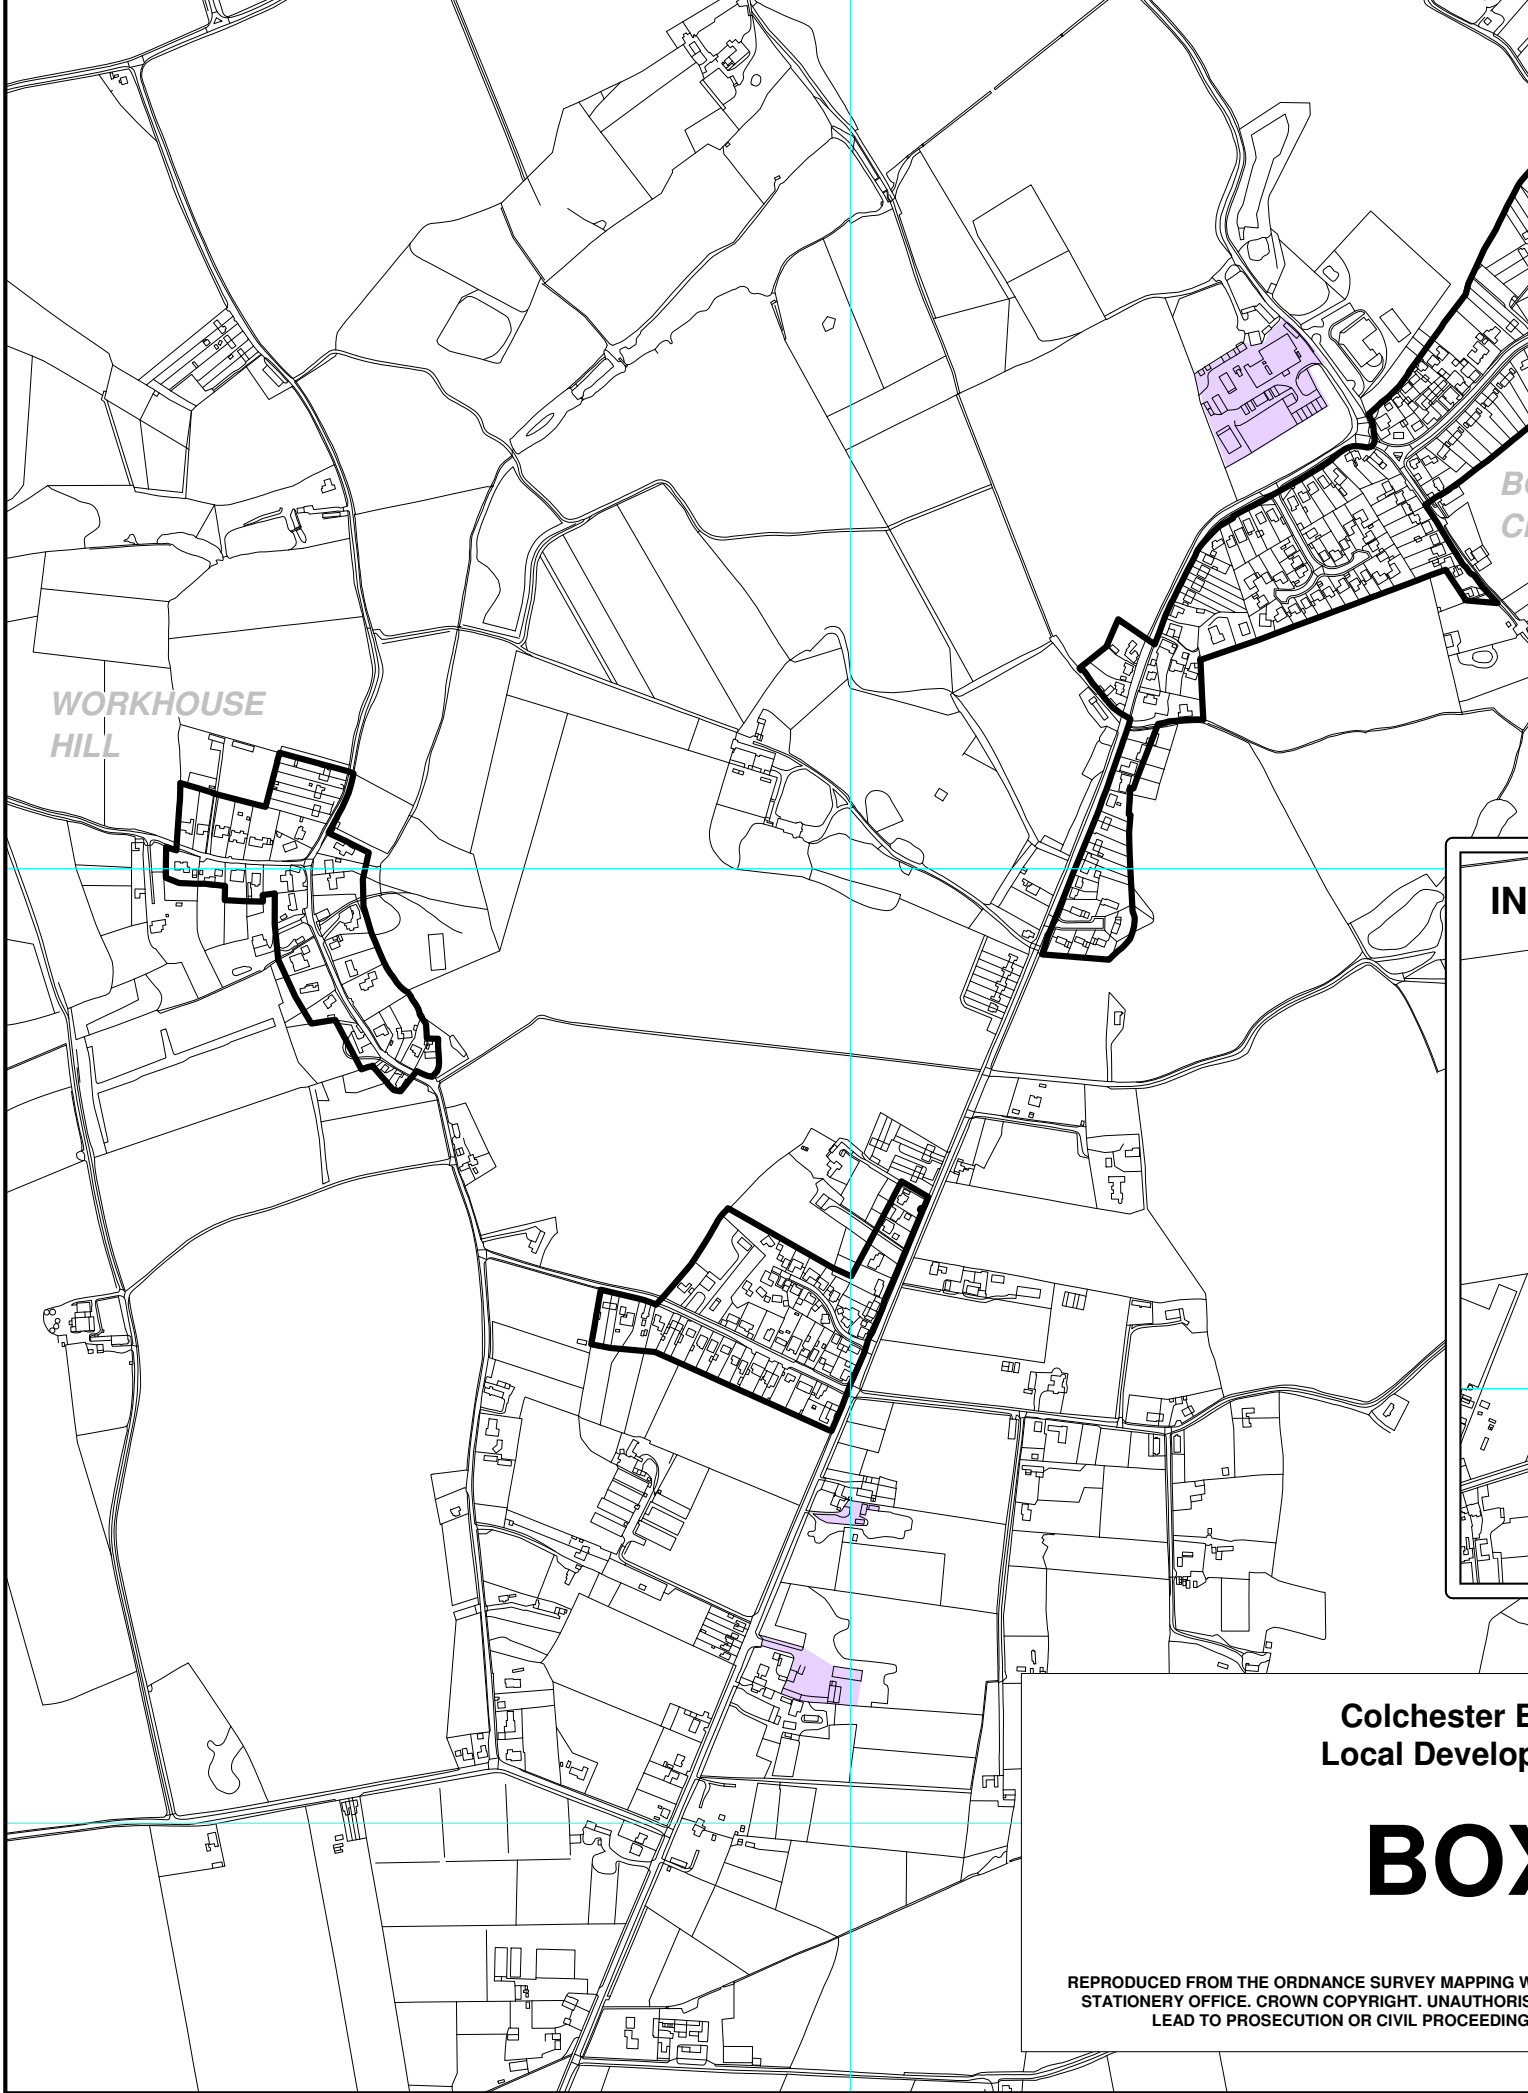 BO
C
WORKHOUSE
HILL
IN
Colchester B
Local Develop
BOX
REPRODUCED FROM THE ORDNANCE SURVEY MAPPING W
STATIONERY OFFICE. CROWN COPYRIGHT. UNAUTHORIS
LEAD TO PROSECUTION OR CIVIL PROCEEDING